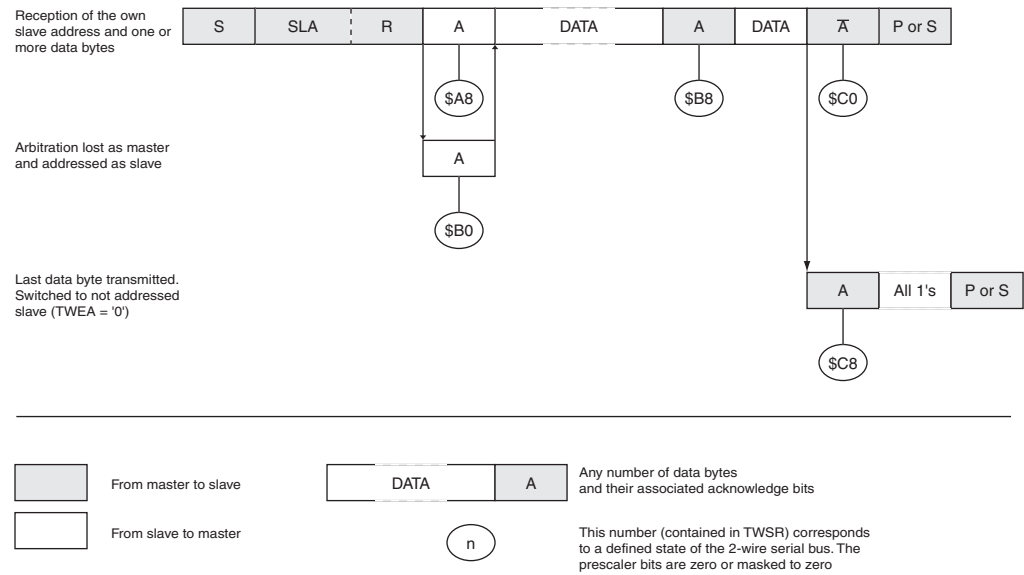 Reception of the own
slave address and one or
more data bytes
S SLA R A DATA A DATA A̅ P or S
$A8 $B8 $C0
Arbitration lost as master
and addressed as slave
A
$B0
Last data byte transmitted.
Switched to not addressed
slave (TWEA = '0')
A All 1's P or S
$C8
From master to slave
DATA A
Any number of data bytes
and their associated acknowledge bits
From slave to master
n
This number (contained in TWSR) corresponds
to a defined state of the 2-wire serial bus. The
prescaler bits are zero or masked to zero